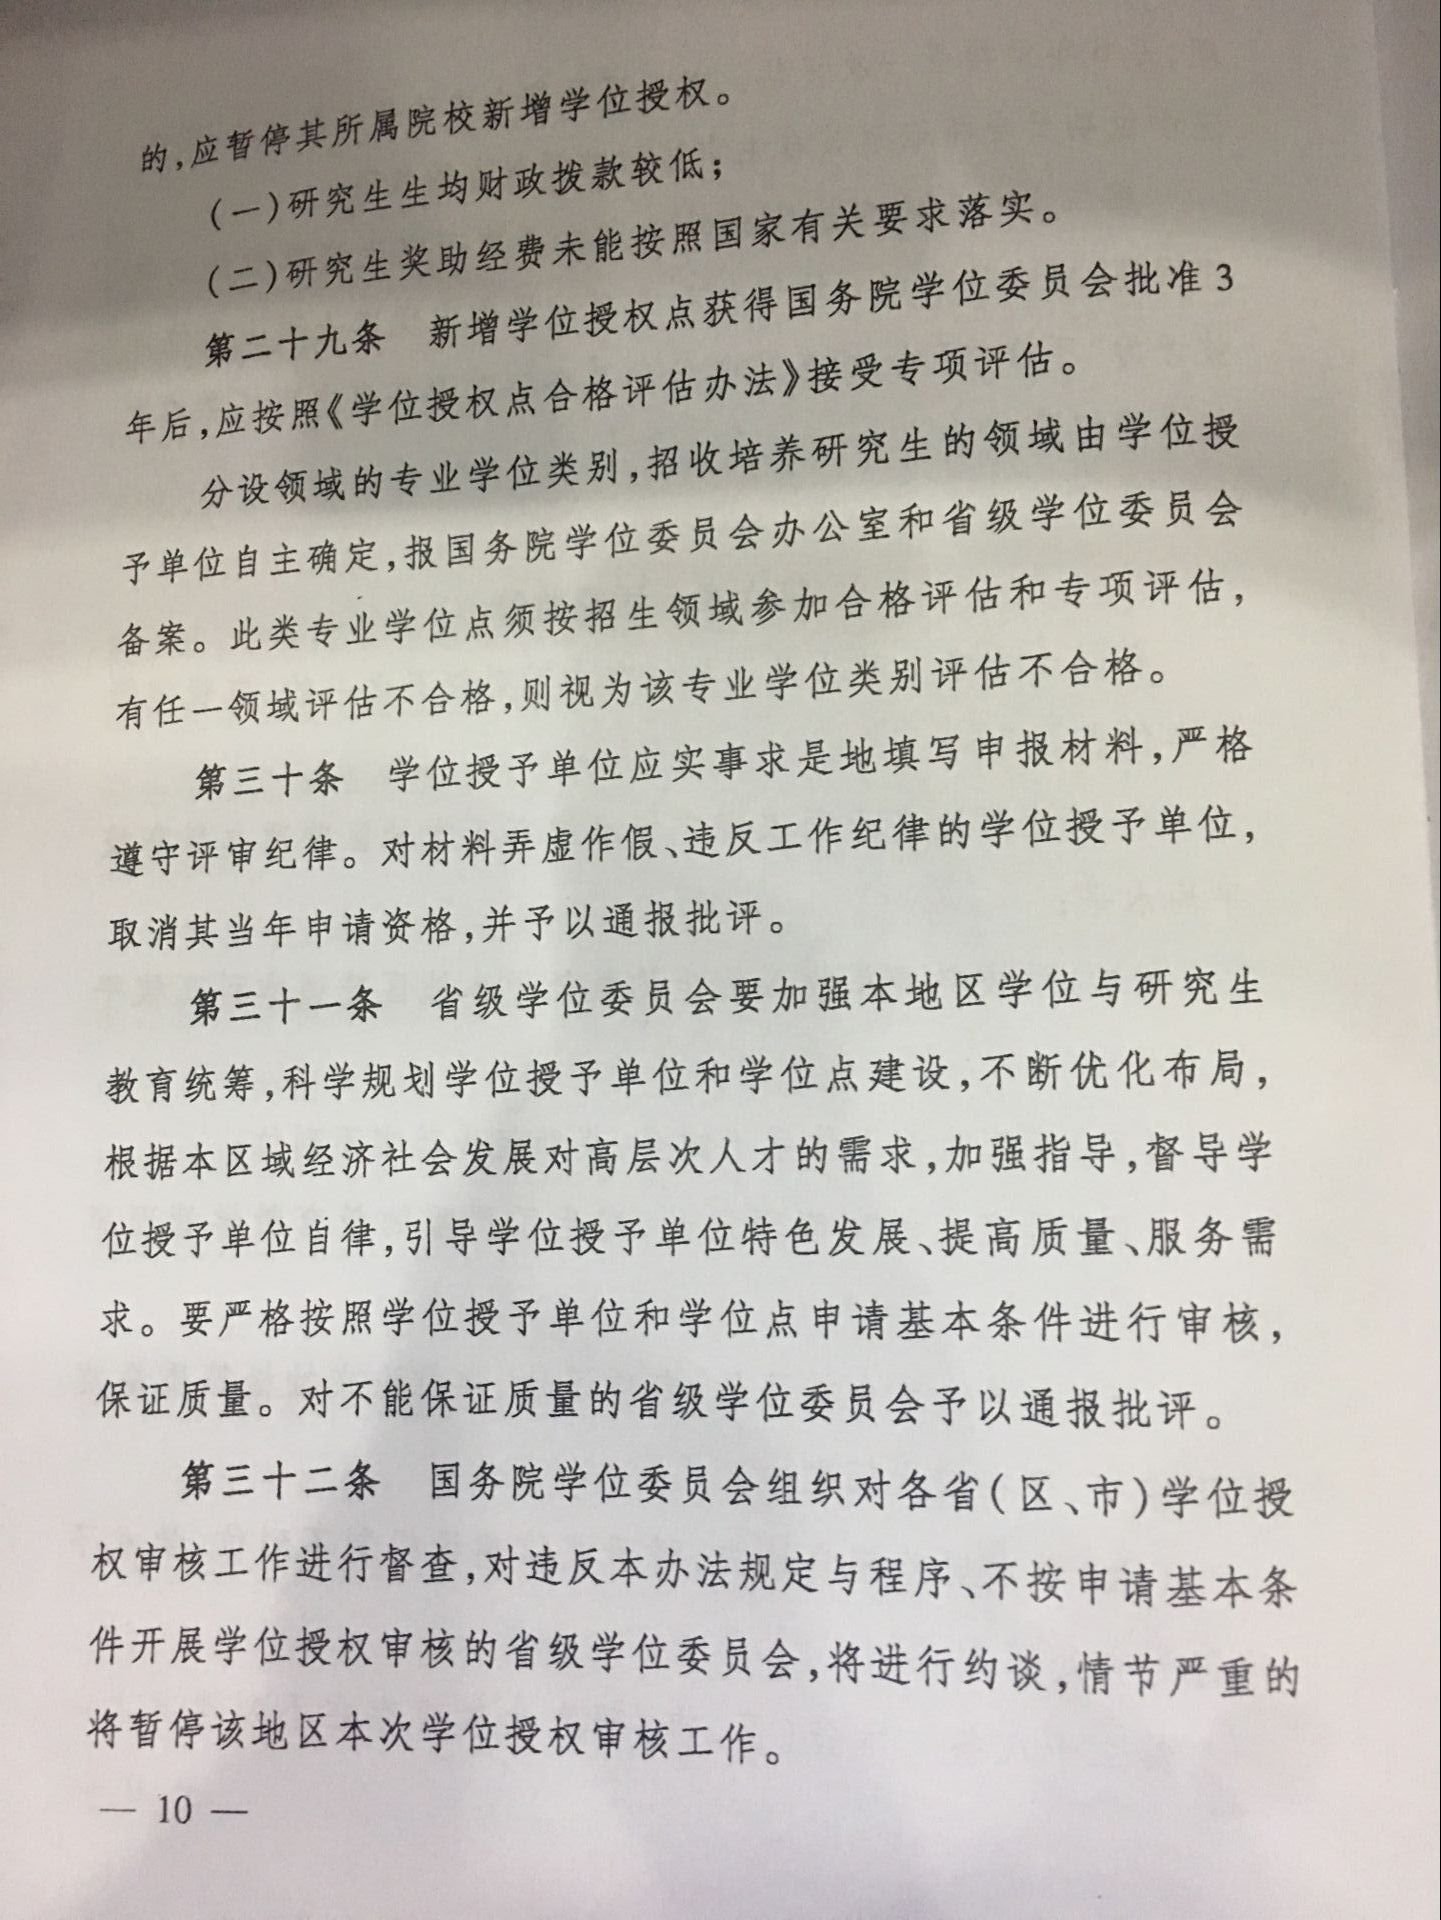 的,应暂停其所属院校新增学位授权。
(一)研究生生均财政拨款较低；
(二)研究生奖助经费未能按照国家有关要求落实。
第二十九条 新增学位授权点获得国务院学位委员会批准3
年后,应按照《学位授权点合格评估办法》接受专项评估。
分设领域的专业学位类别,招收培养研究生的领域由学位授
予单位自主确定,报国务院学位委员会办公室和省级学位委员会
备案。此类专业学位点须按招生领域参加合格评估和专项评估,
有任一领域评估不合格,则视为该专业学位类别评估不合格。
第三十条 学位授予单位应实事求是地填写申报材料,严格
遵守评审纪律。对材料弄虚作假、违反工作纪律的学位授予单位,
取消其当年申请资格,并予以通报批评。
第三十一条 省级学位委员会要加强本地区学位与研究生
教育统筹,科学规划学位授予单位和学位点建设,不断优化布局,
根据本区域经济社会发展对高层次人才的需求,加强指导,督导学
位授予单位自律,引导学位授予单位特色发展、提高质量、服务需
求。要严格按照学位授予单位和学位点申请基本条件进行审核,
保证质量。对不能保证质量的省级学位委员会予以通报批评。
第三十二条 国务院学位委员会组织对各省(区、市)学位授
权审核工作进行督查,对违反本办法规定与程序、不按申请基本条
件开展学位授权审核的省级学位委员会,将进行约谈,情节严重的
将暂停该地区本次学位授权审核工作。
— 10 —